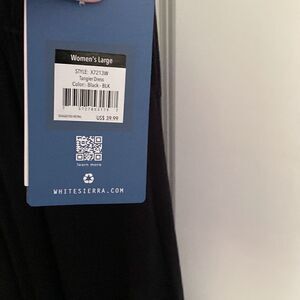 Women's Large
STYLE: X7213W
Tangier Dress
Color: Black - BLK
US$ 39.99
learn more
WHITESIERRA.COM